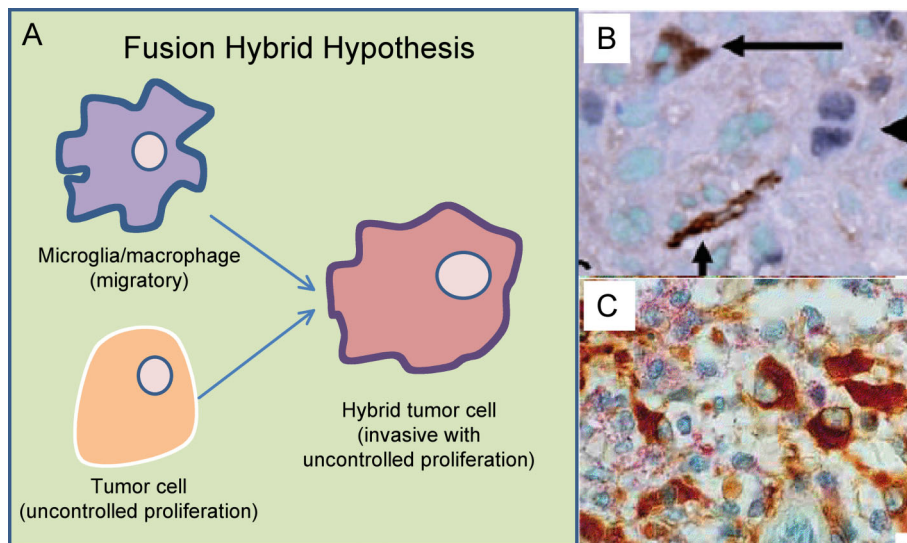 A
Fusion Hybrid Hypothesis
Microglia/macrophage
(migratory)
Tumor cell
(uncontrolled proliferation)
Hybrid tumor cell
(invasive with
uncontrolled proliferation)
B
C